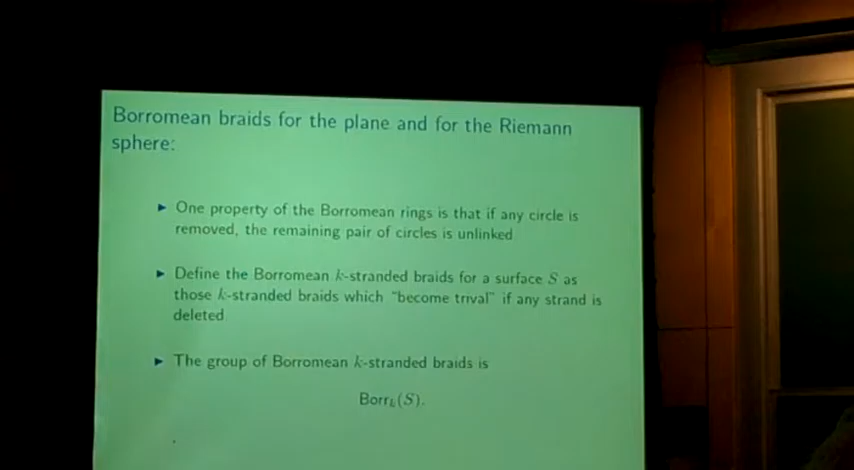 Borromean braids for the plane and for the Riemann
sphere:
▶ One property of the Borromean rings is that if any circle is
removed, the remaining pair of circles is unlinked
▶ Define the Borromean k-stranded braids for a surface S as
those k-stranded braids which "become trival" if any strand is
deleted
▶ The group of Borromean k-stranded braids is
Borrₖ(S).